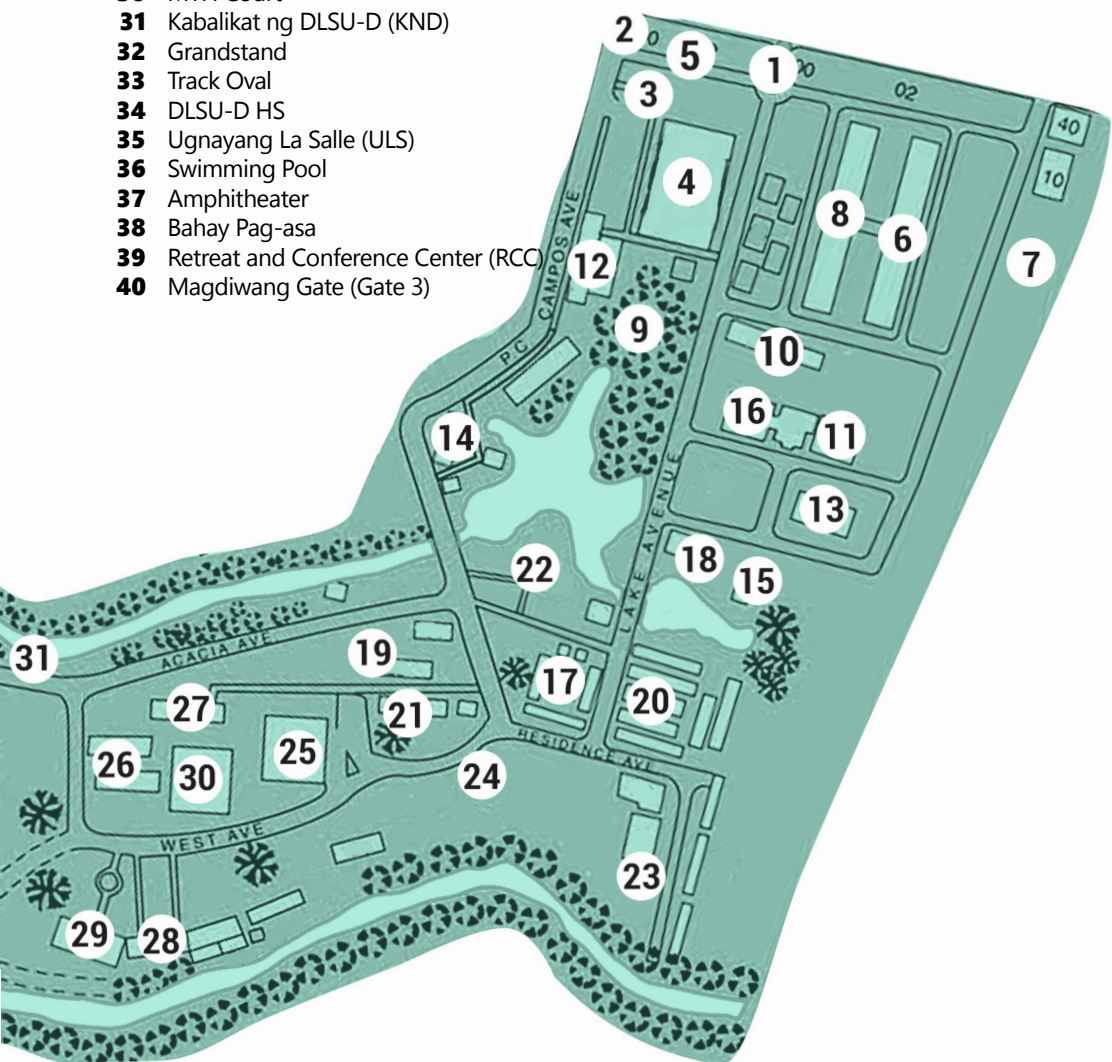 31 Kabalikat ng DLSU-D (KND)
32 Grandstand
33 Track Oval
34 DLSU-D HS
35 Ugnayang La Salle (ULS)
36 Swimming Pool
37 Amphitheater
38 Bahay Pag-asa
39 Retreat and Conference Center (RCC)
40 Magdiwang Gate (Gate 3)
2
5
1
02
3
40
10
4
8
6
7
12
CAMPOS AVE
P.C.
9
10
16
11
14
13
LAKE AVENUE
18
15
22
31
ACACIA AVE
19
17
20
27
21
RESIDENCE AVE
26
30
25
24
WEST AVE
23
29
28